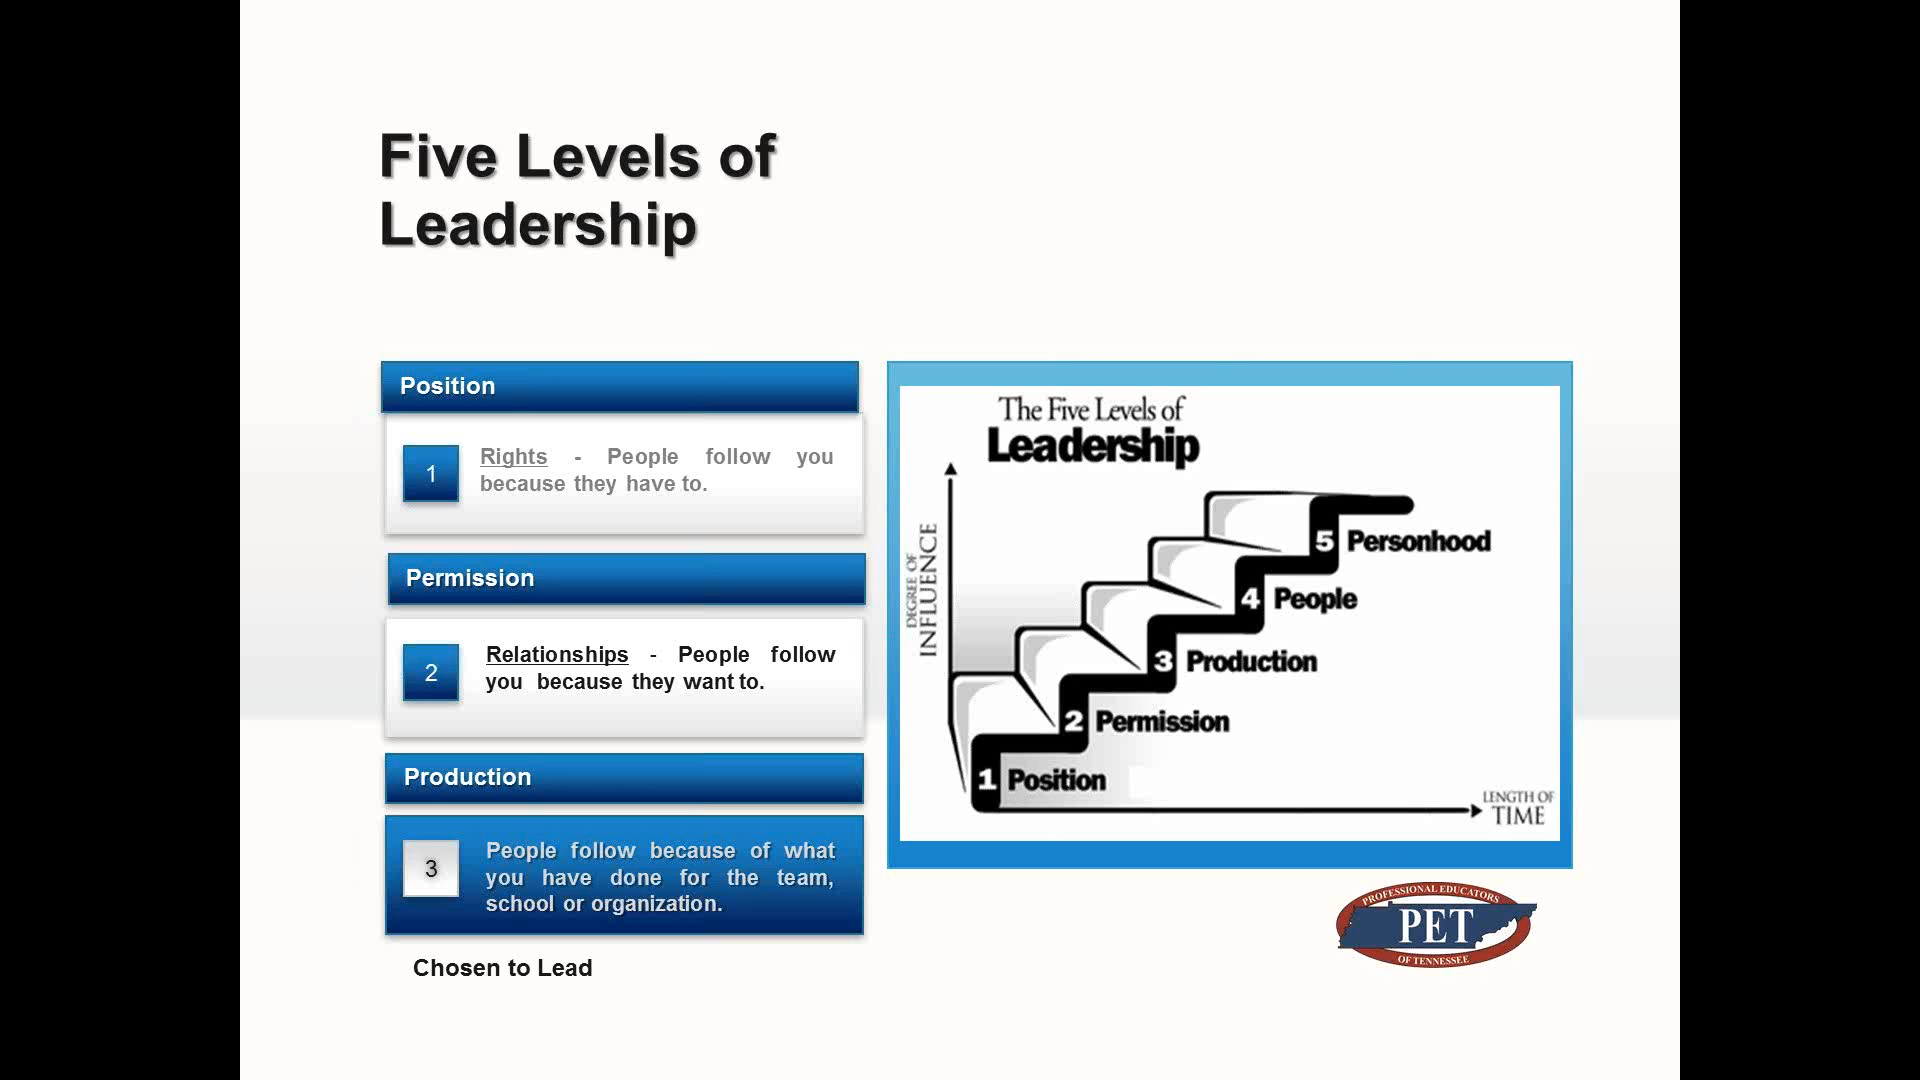 Five Levels of
Leadership
Position
1
Rights - People follow you
because they have to.
Permission
2
Relationships - People follow
you because they want to.
Production
3
People follow because of what
you have done for the team,
school or organization.
Chosen to Lead
The Five Levels of
Leadership
DEGREE OF
INFLUENCE
5 Personhood
4 People
3 Production
2 Permission
1 Position
LENGTH OF
TIME
PROFESSIONAL EDUCATORS
PET
OF TENNESSEE